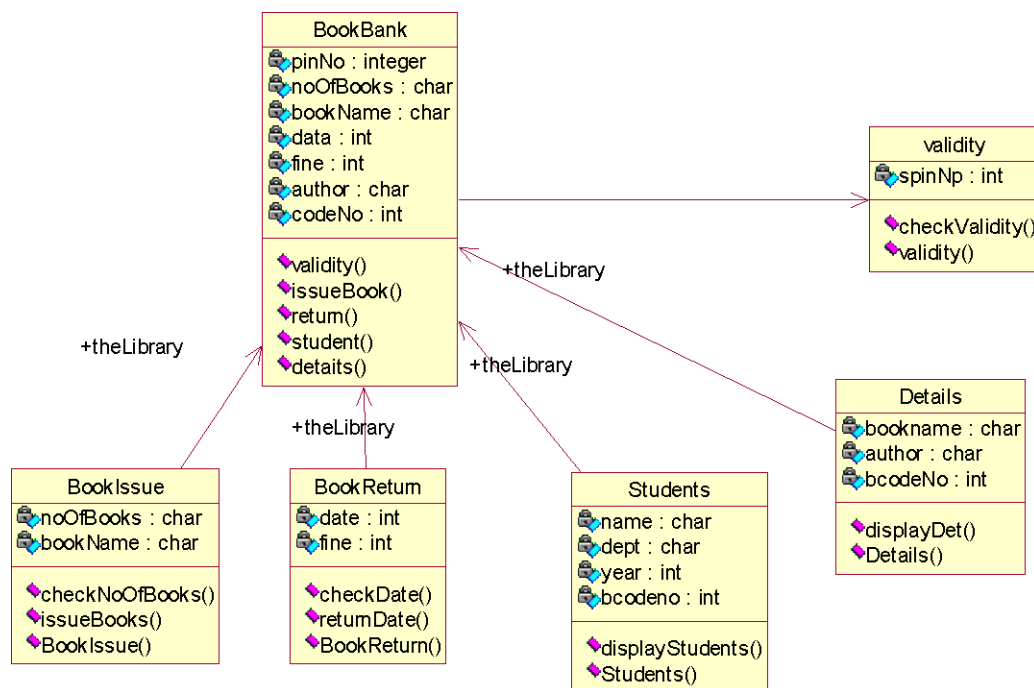 BookBank
pinNo : integer
noOfBooks : char
bookName : char
data : int
fine : int
author : char
codeNo : int
validity()
issueBook()
return()
student()
detaits()
validity
spinNp : int
checkValidity()
validity()
+theLibrary
+theLibrary
+theLibrary
+theLibrary
Details
bookname : char
author : char
bcodeNo : int
displayDet()
Details()
BookIssue
noOfBooks : char
bookName : char
checkNoOfBooks()
issueBooks()
BookIssue()
BookReturn
date : int
fine : int
checkDate()
returnDate()
BookReturn()
Students
name : char
dept : char
year : int
bcodeno : int
displayStudents()
Students()